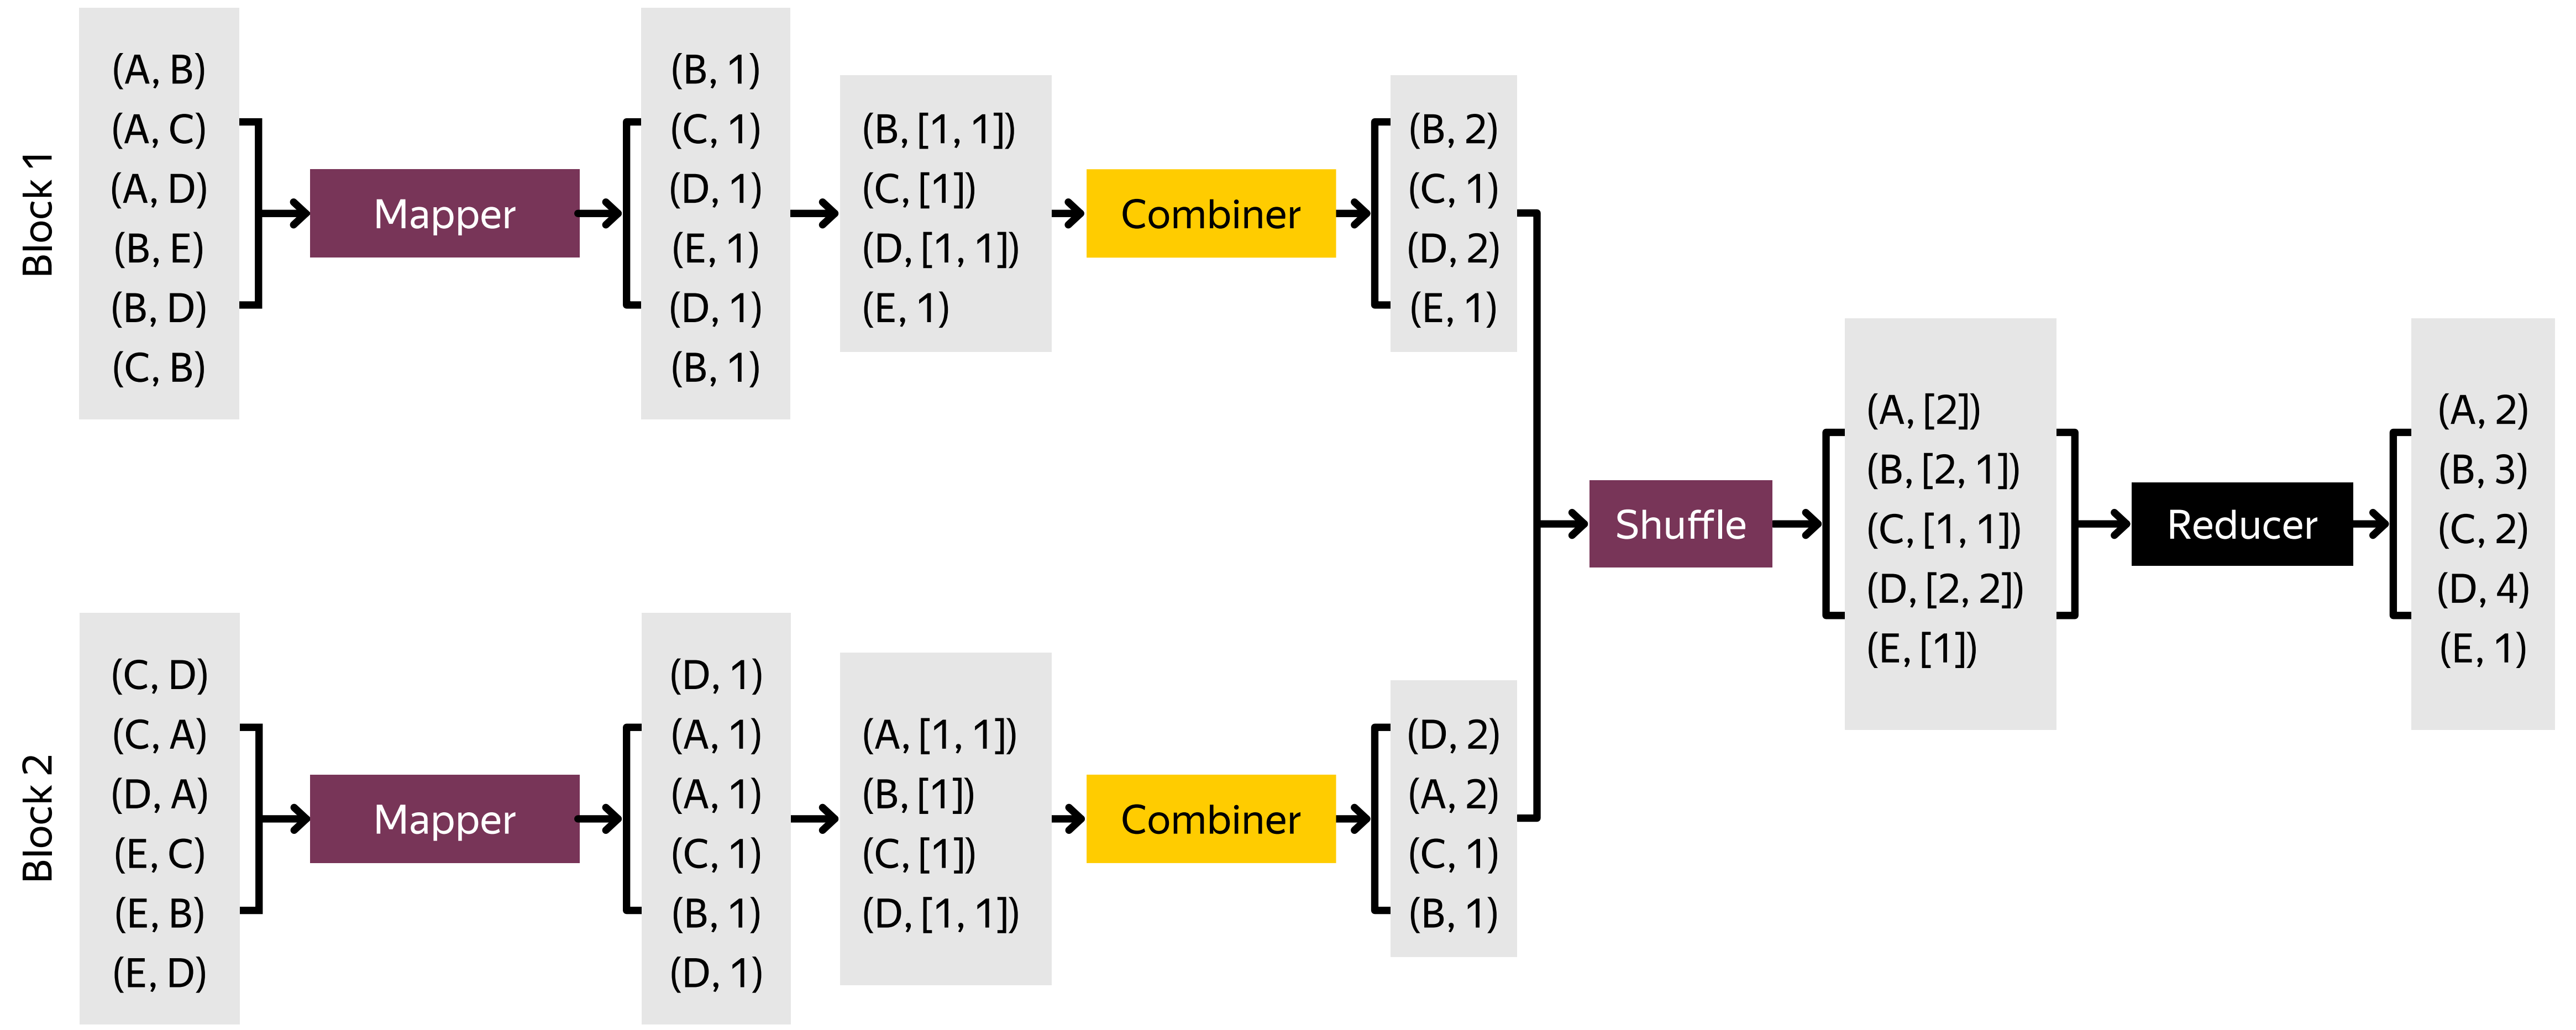 Block 1
(A, B)
(A, C)
(A, D)
(B, E)
(B, D)
(C, B)
Mapper
(B, 1)
(C, 1)
(D, 1)
(E, 1)
(D, 1)
(B, 1)
(B, [1, 1])
(C, [1])
(D, [1, 1])
(E, 1)
Combiner
(B, 2)
(C, 1)
(D, 2)
(E, 1)
Block 2
(C, D)
(C, A)
(D, A)
(E, C)
(E, B)
(E, D)
Mapper
(D, 1)
(A, 1)
(A, 1)
(C, 1)
(B, 1)
(D, 1)
(A, [1, 1])
(B, [1])
(C, [1])
(D, [1, 1])
Combiner
(D, 2)
(A, 2)
(C, 1)
(B, 1)
Shuffle
(A, [2])
(B, [2, 1])
(C, [1, 1])
(D, [2, 2])
(E, [1])
Reducer
(A, 2)
(B, 3)
(C, 2)
(D, 4)
(E, 1)